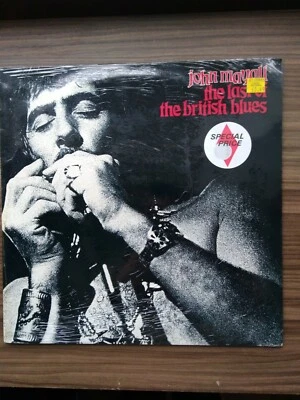 john mayall
the last of
the british blues
SPECIAL
PRICE